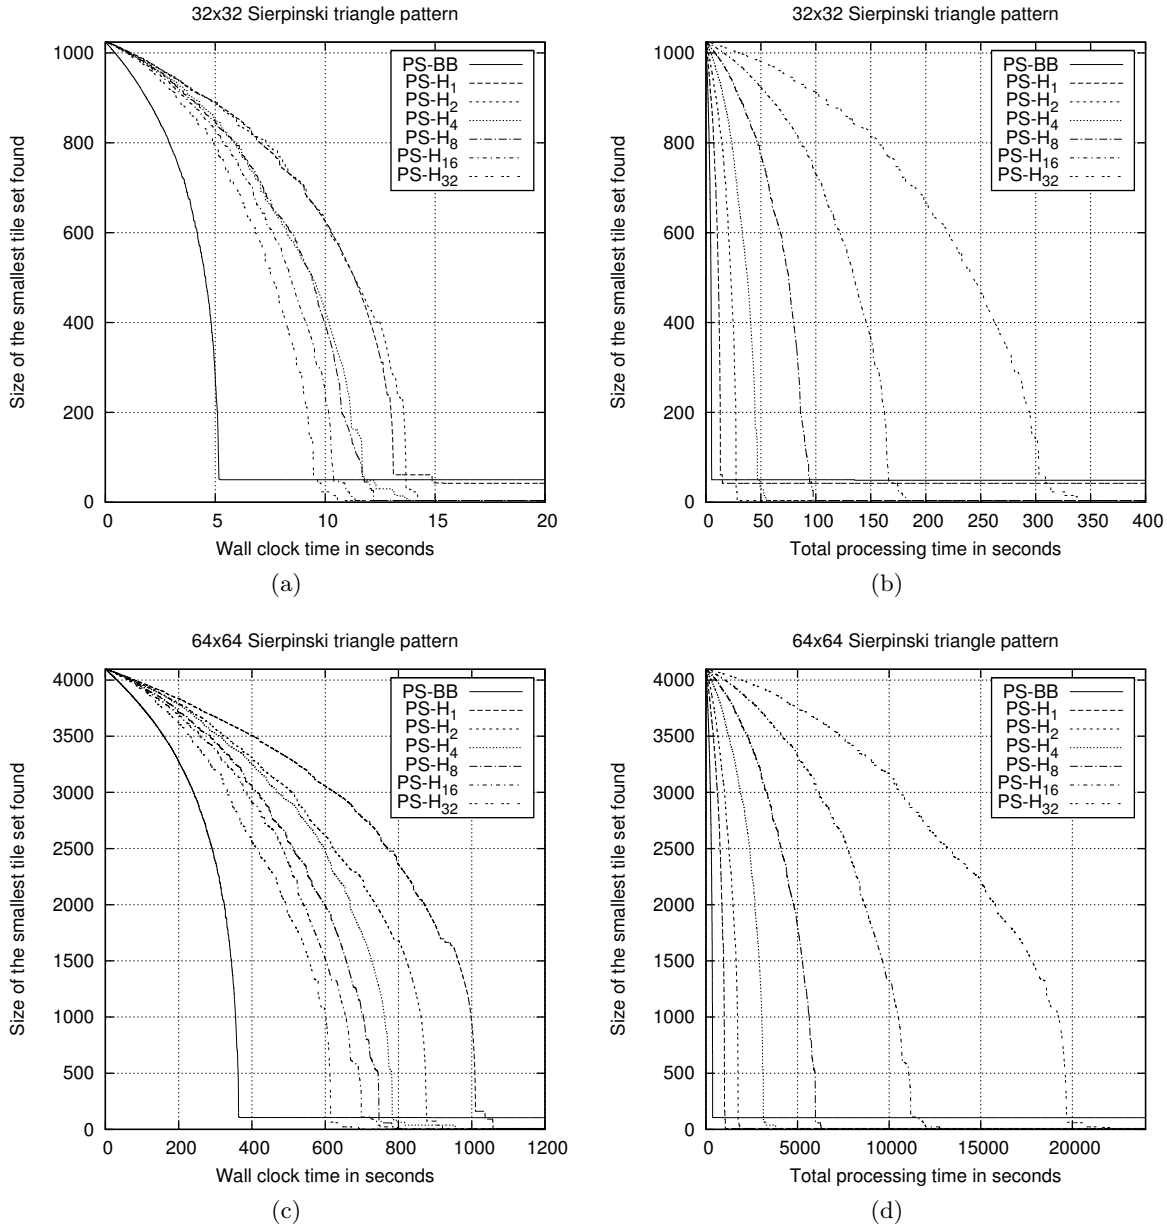 32x32 Sierpinski triangle pattern
Size of the smallest tile set found
1000
800
600
400
200
0
PS-BB
PS-H1
PS-H2
PS-H4
PS-H8
PS-H16
PS-H32
0 5 10 15 20
Wall clock time in seconds
(a)
32x32 Sierpinski triangle pattern
Size of the smallest tile set found
1000
800
600
400
200
0
PS-BB
PS-H1
PS-H2
PS-H4
PS-H8
PS-H16
PS-H32
0 50 100 150 200 250 300 350 400
Total processing time in seconds
(b)
64x64 Sierpinski triangle pattern
Size of the smallest tile set found
4000
3500
3000
2500
2000
1500
1000
500
0
PS-BB
PS-H1
PS-H2
PS-H4
PS-H8
PS-H16
PS-H32
0 200 400 600 800 1000 1200
Wall clock time in seconds
(c)
64x64 Sierpinski triangle pattern
Size of the smallest tile set found
4000
3500
3000
2500
2000
1500
1000
500
0
PS-BB
PS-H1
PS-H2
PS-H4
PS-H8
PS-H16
PS-H32
0 5000 10000 15000 20000
Total processing time in seconds
(d)